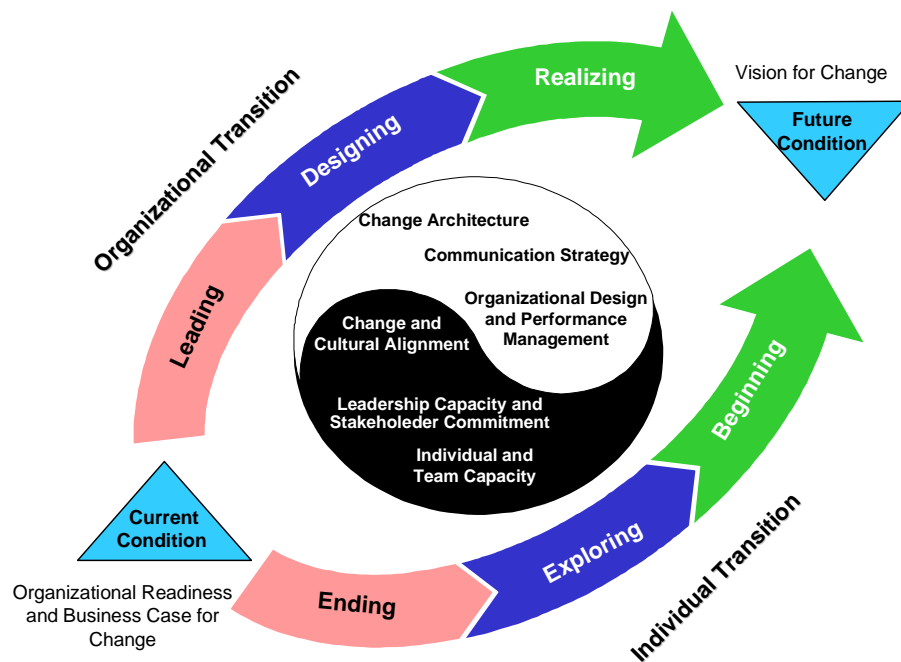 Realizing
Vision for Change
Future
Condition
Organizational Transition
Designing
Leading
Change Architecture
Communication Strategy
Organizational Design
and Performance
Management
Change and
Cultural Alignment
Leadership Capacity and
Stakeholeder Commitment
Individual and
Team Capacity
Beginning
Current
Condition
Organizational Readiness
and Business Case for
Change
Ending
Exploring
Individual Transition